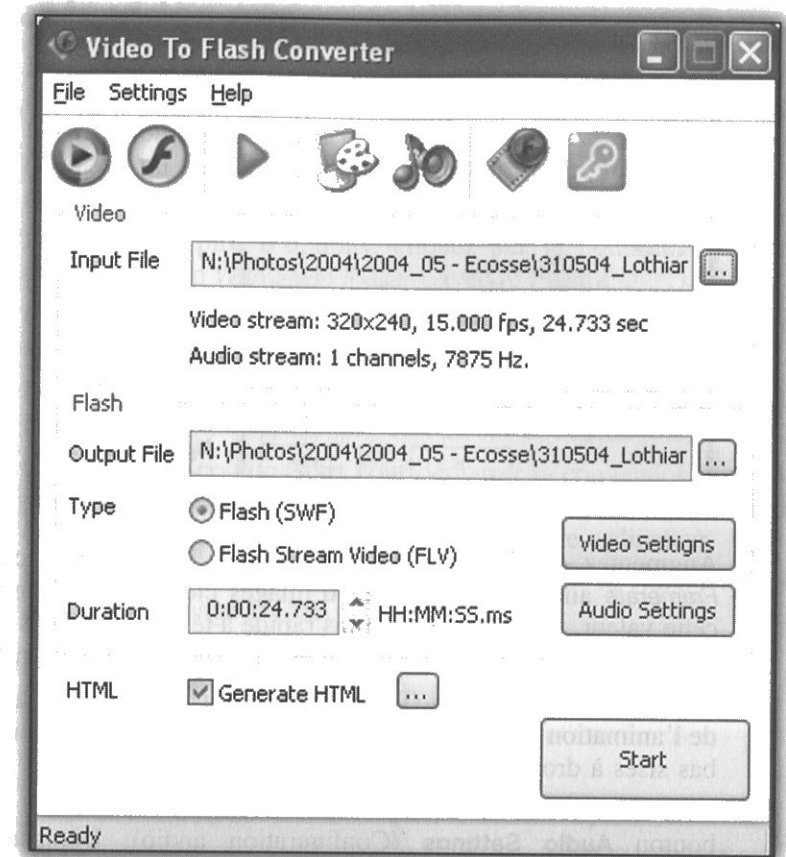 Video To Flash Converter
File Settings Help
Video
Input File N:\Photos\2004\2004_05 - Ecosse\310504_Lothiar ...
Video stream: 320x240, 15.000 fps, 24.733 sec
Audio stream: 1 channels, 7875 Hz.
Flash
Output File N:\Photos\2004\2004_05 - Ecosse\310504_Lothiar ...
Type Flash (SWF)
Flash Stream Video (FLV)
Video Settigns
Duration 0:00:24.733 HH:MM:SS.ms Audio Settings
HTML Generate HTML ...
Start
de l'animation
bas sises à
Ready
bouton Audio Settings (Configuration audio)